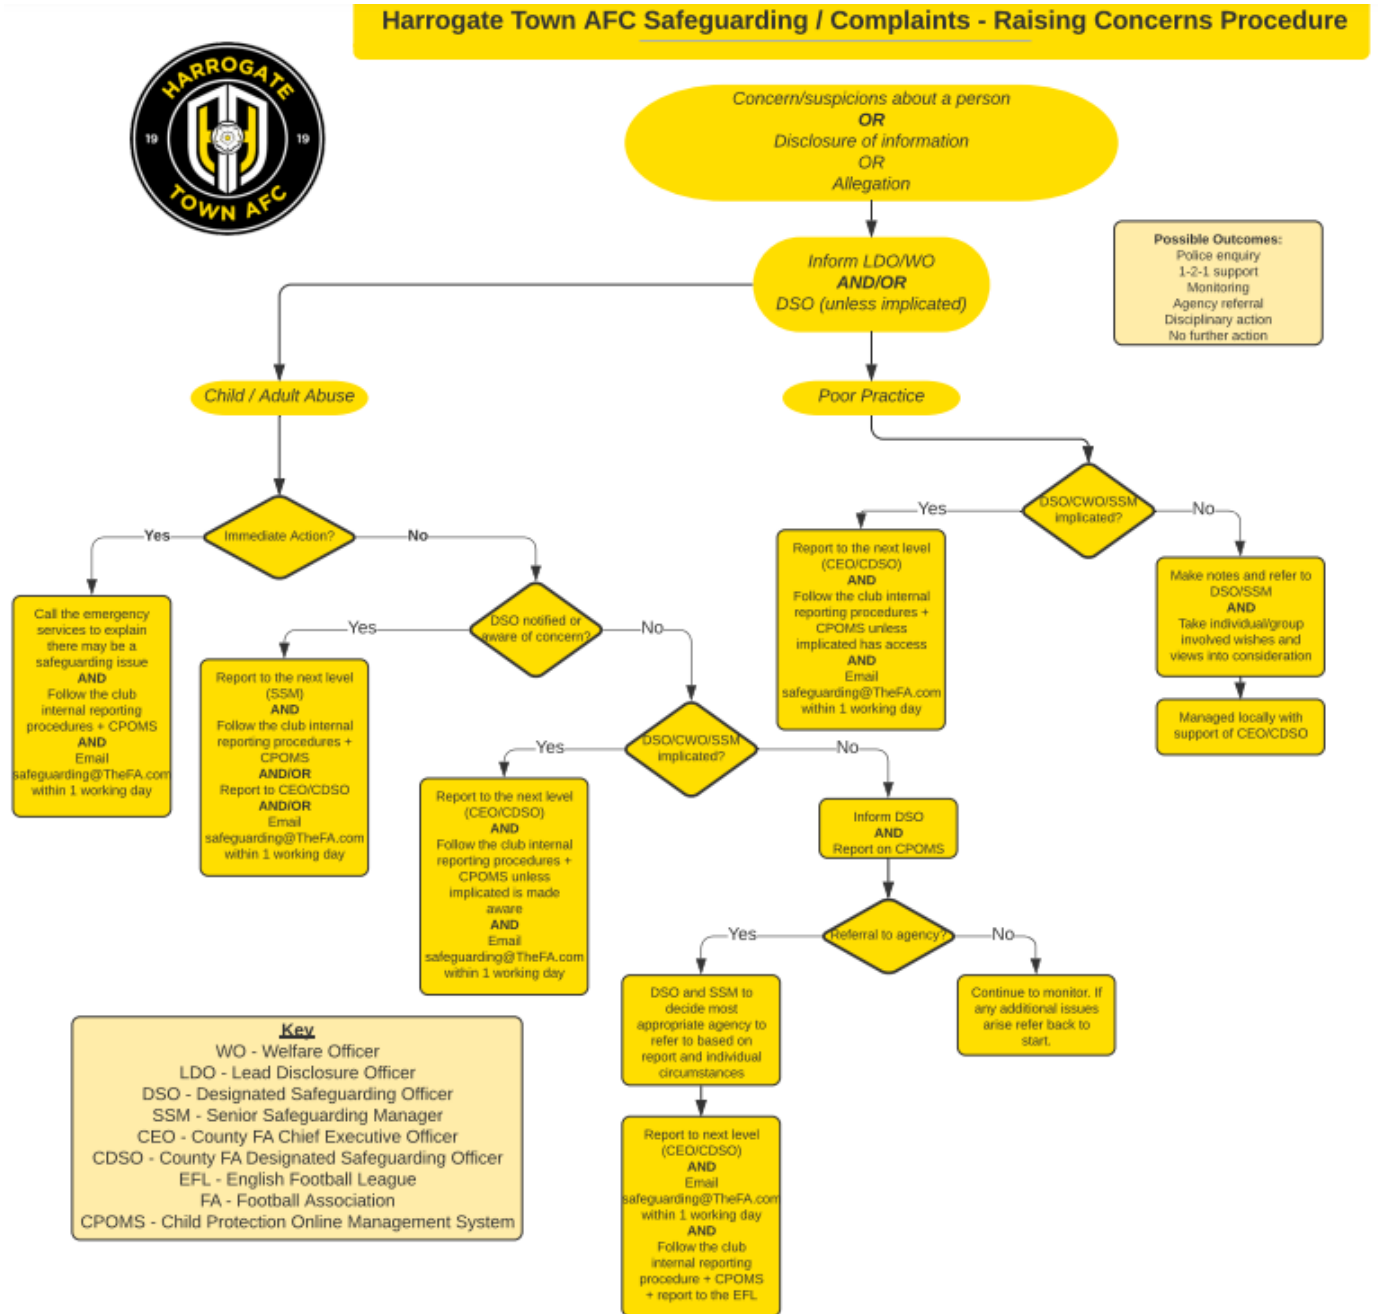 Harrogate Town AFC Safeguarding / Complaints - Raising Concerns Procedure
HARROGATE
19 19
TOWN AFC
Concern/suspicions about a person
OR
Disclosure of information
OR
Allegation
Inform LDO/WO
AND/OR
DSO (unless implicated)
Possible Outcomes:
Police enquiry
1-2-1 support
Monitoring
Agency referral
Disciplinary action
No further action
Child / Adult Abuse
Poor Practice
Immediate Action?
Yes
No
Call the emergency
services to explain
there may be a
safeguarding issue
AND
Follow the club
internal reporting
procedures + CPOMS
AND
Email
safeguarding@TheFA.com
within 1 working day
DSO notified or
aware of concern?
Yes
No
Report to the next level
(SSM)
AND
Follow the club internal
reporting procedures +
CPOMS
AND/OR
Report to CEO/CDSO
AND/OR
Email
safeguarding@TheFA.com
within 1 working day
DSO/CWO/SSM
implicated?
Yes
No
Report to the next level
(CEO/CDSO)
AND
Follow the club internal
reporting procedures +
CPOMS unless
implicated is made
aware
AND
Email
safeguarding@TheFA.com
within 1 working day
Inform DSO
AND
Report on CPOMS
Referral to agency?
Yes
No
DSO and SSM to
decide most
appropriate agency to
refer to based on
report and individual
circumstances
Continue to monitor. If
any additional issues
arise refer back to
start.
Report to next level
(CEO/CDSO)
AND
Email
safeguarding@TheFA.com
within 1 working day
AND
Follow the club
internal reporting
procedure + CPOMS
+ report to the EFL
DSO/CWO/SSM
implicated?
Yes
No
Report to the next level
(CEO/CDSO)
AND
Follow the club internal
reporting procedures +
CPOMS unless
implicated has access
AND
Email
safeguarding@TheFA.com
within 1 working day
Make notes and refer to
DSO/SSM
AND
Take individual/group
involved wishes and
views into consideration
Managed locally with
support of CEO/CDSO
Key
WO - Welfare Officer
LDO - Lead Disclosure Officer
DSO - Designated Safeguarding Officer
SSM - Senior Safeguarding Manager
CEO - County FA Chief Executive Officer
CDSO - County FA Designated Safeguarding Officer
EFL - English Football League
FA - Football Association
CPOMS - Child Protection Online Management System